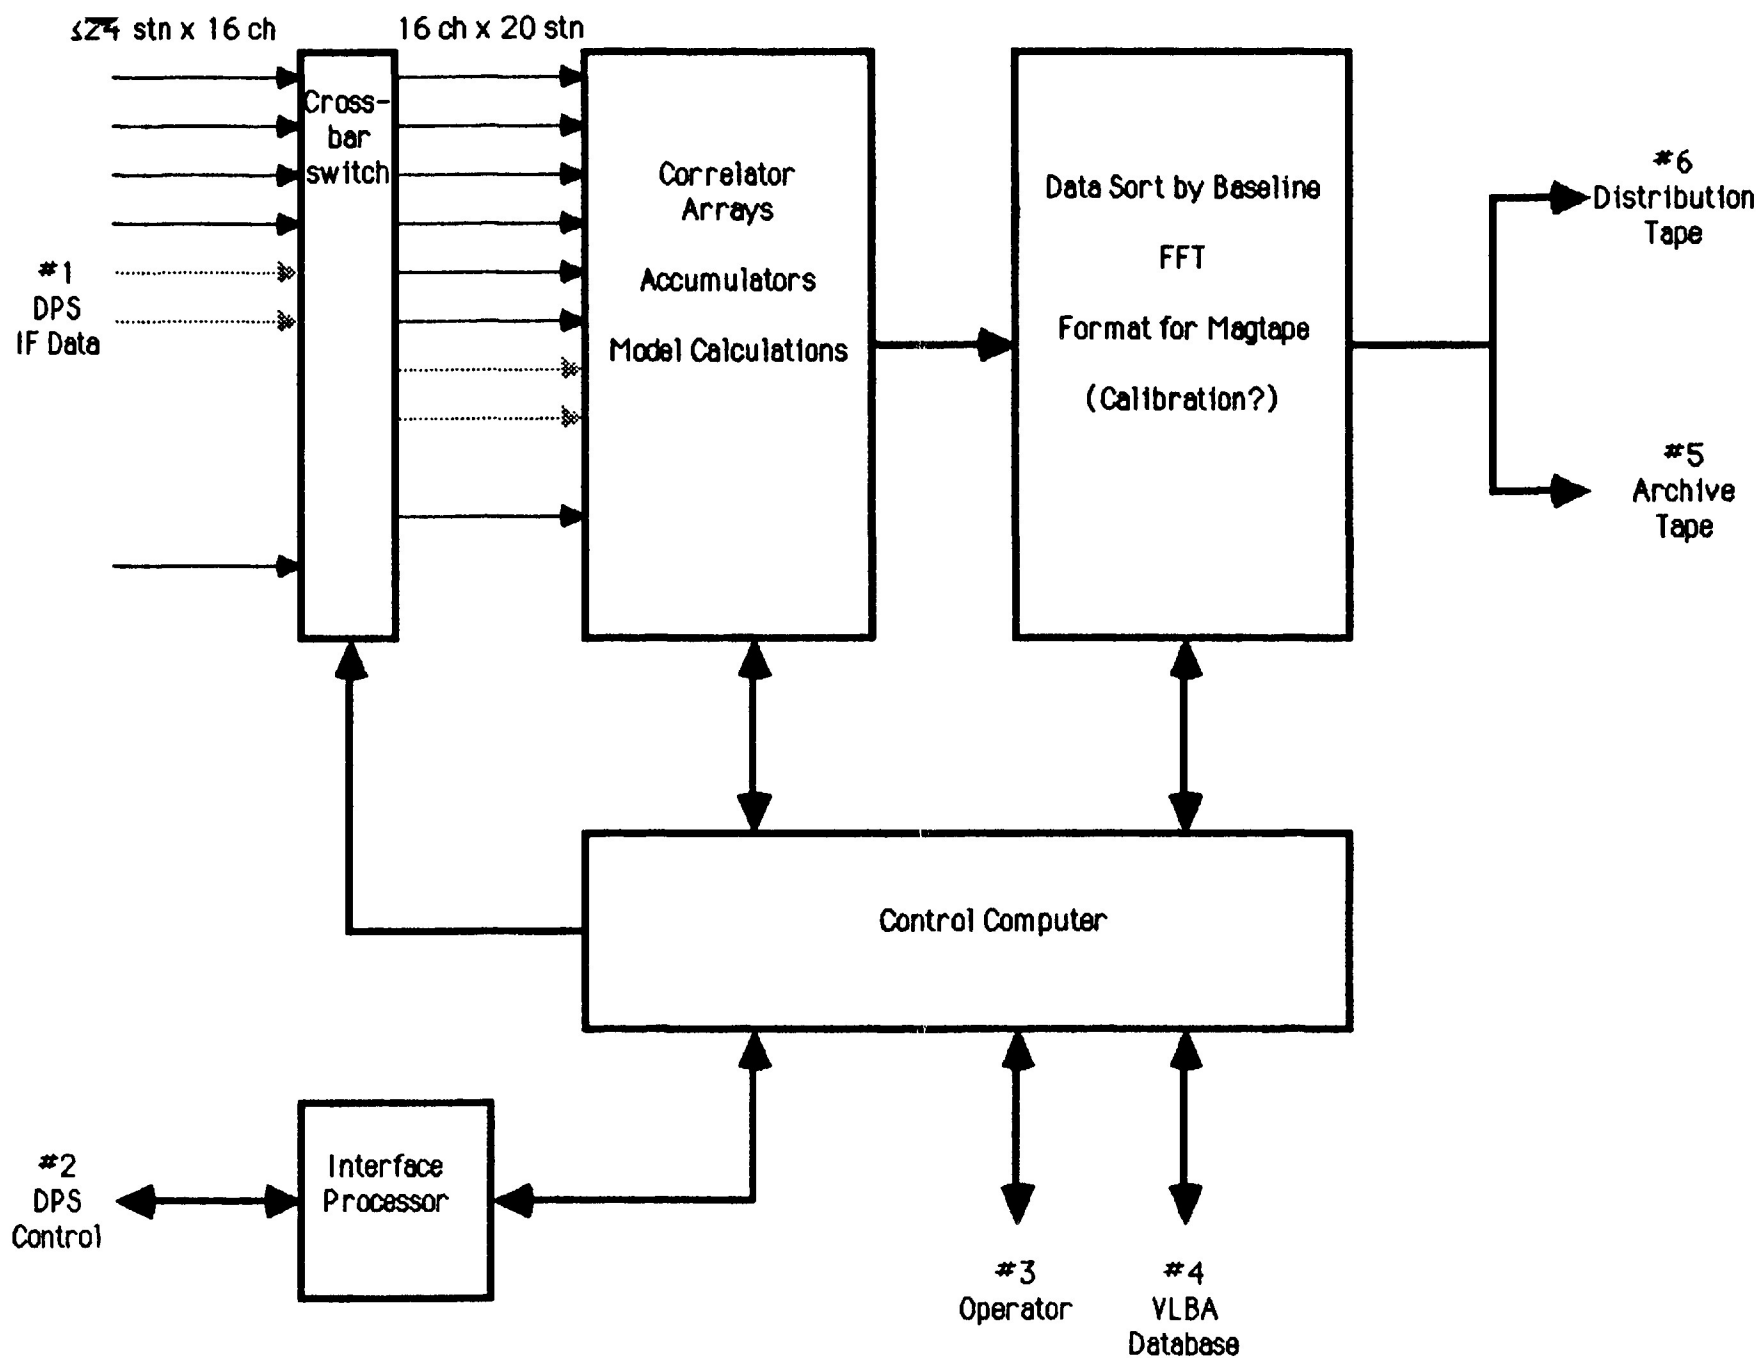 stn x 16 ch
16 ch x 20 stn
Cross-
bar
switch
Correlator
Arrays
Accumulators
Model Calculations
Data Sort by Baseline
FFT
Format for Magtape
(Calibration?)
#6
Distribution
Tape
#5
Archive
Tape
#1
DPS
IF Data
Control Computer
#2
DPS
Control
Interface
Processor
#3
Operator
#4
VLBA
Database